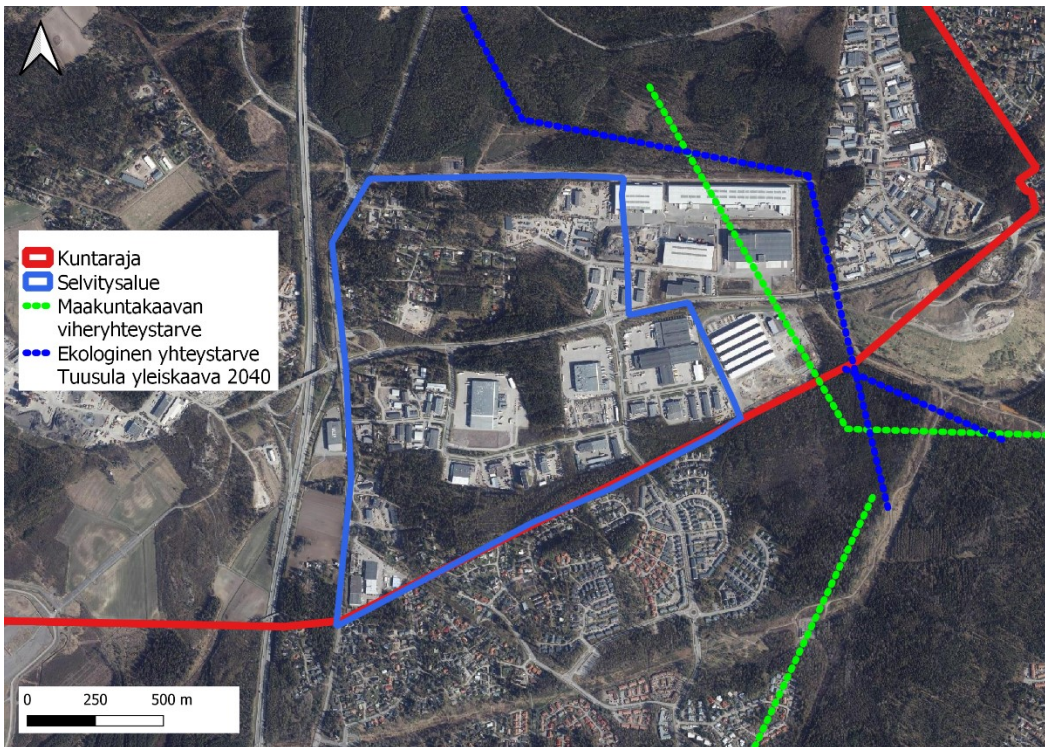 Kuntaraja
Selvitysalue
Maakuntakaavan
viheryhteystarve
Ekologinen yhteystarve
Tuusula yleiskaava 2040
0 250 500 m